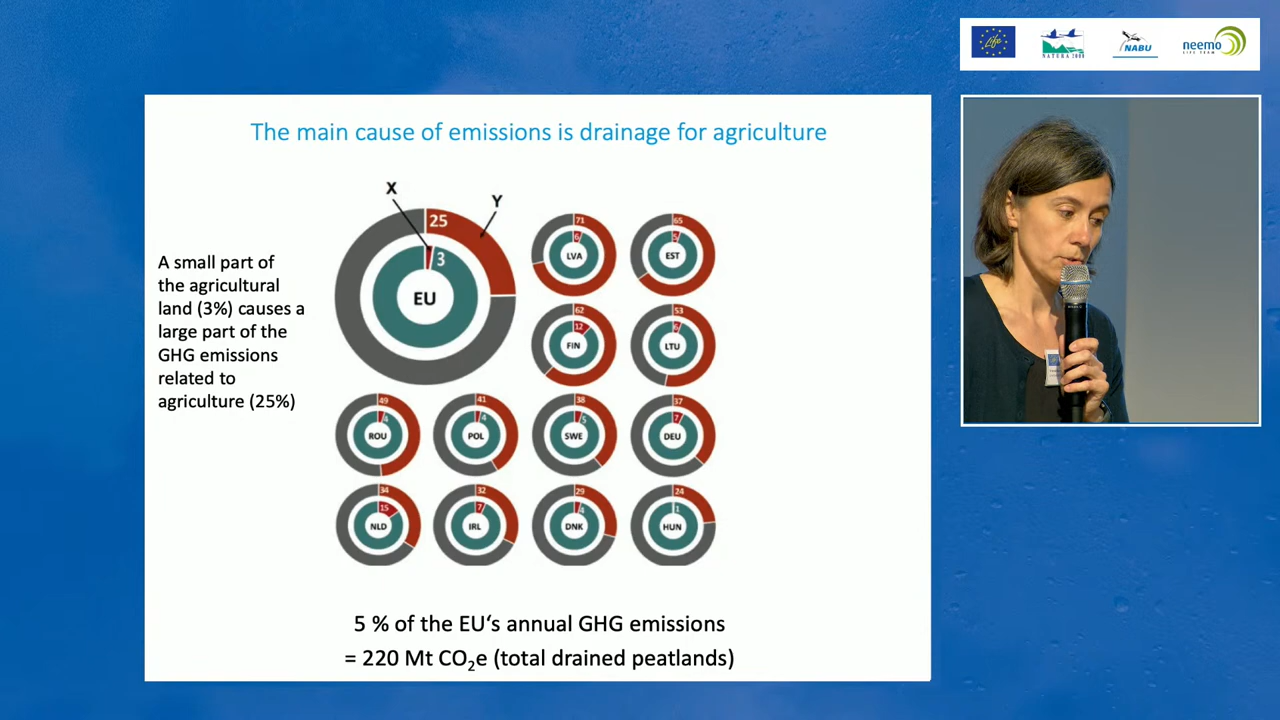 Life
NATURA 2000
NABU
neemo
LIFE TEAM
The main cause of emissions is drainage for agriculture
X
Y
25
3
EU
A small part of
the agricultural
land (3%) causes a
large part of the
GHG emissions
related to
agriculture (25%)
71
6
LVA
65
5
EST
62
12
FIN
53
6
LTU
49
4
ROU
41
4
POL
38
5
SWE
37
7
DEU
34
15
NLD
32
7
IRL
29
4
DNK
24
1
HUN
5 % of the EU‘s annual GHG emissions
= 220 Mt CO₂e (total drained peatlands)